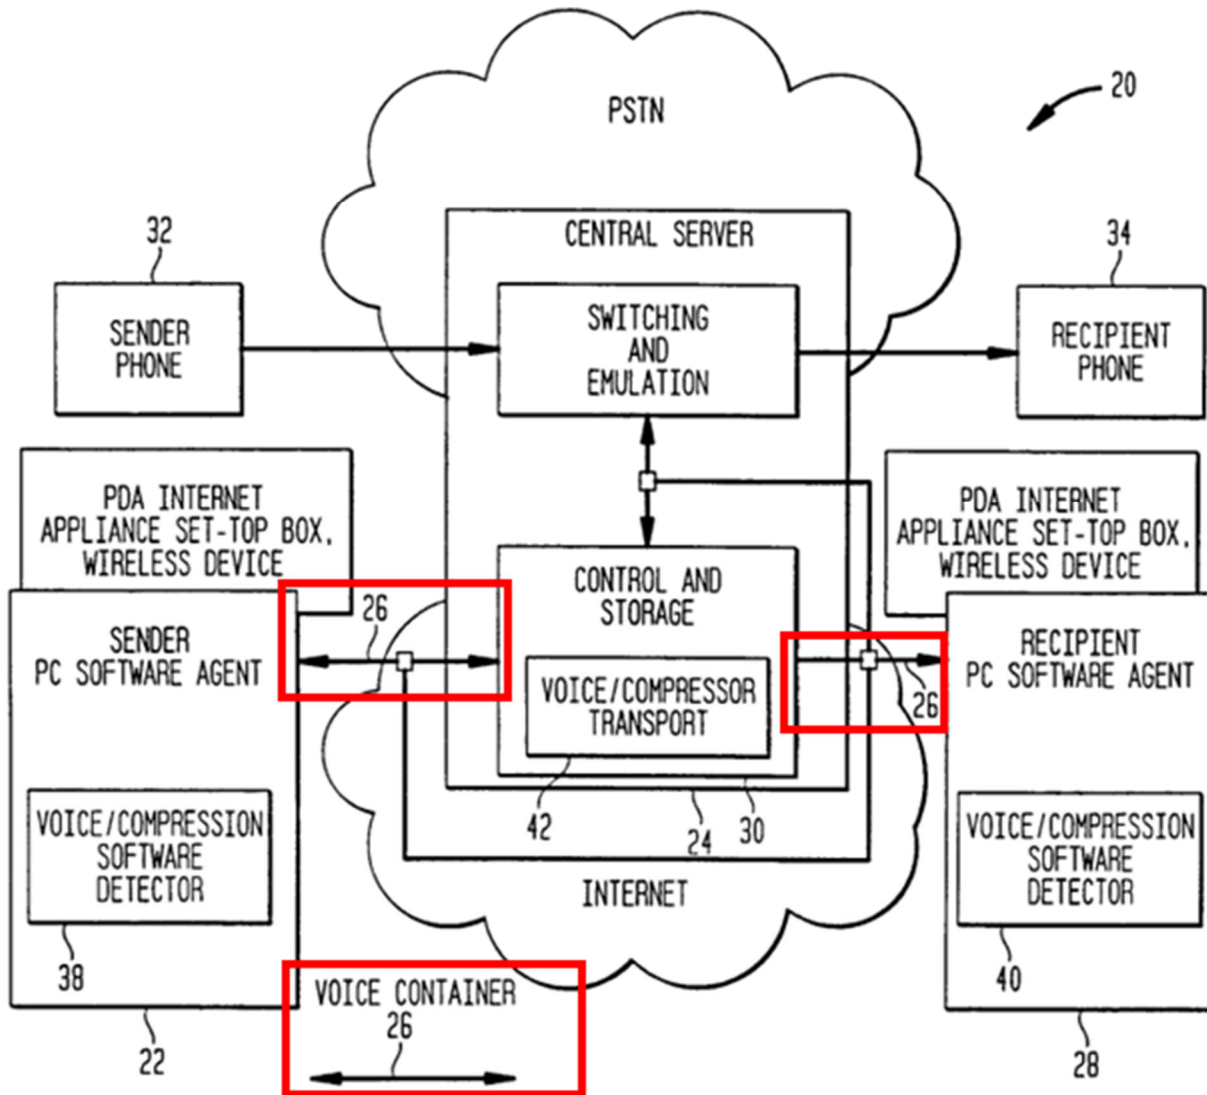 PSTN
20
CENTRAL SERVER
32
34
SENDER
PHONE
SWITCHING
AND
EMULATION
RECIPIENT
PHONE
PDA INTERNET
APPLIANCE SET-TOP BOX,
WIRELESS DEVICE
PDA INTERNET
APPLIANCE SET-TOP BOX,
WIRELESS DEVICE
SENDER
PC SOFTWARE AGENT
26
CONTROL AND
STORAGE
RECIPIENT
PC SOFTWARE AGENT
26
VOICE/COMPRESSOR
TRANSPORT
VOICE/COMPRESSION
SOFTWARE
DETECTOR
42
24
30
VOICE/COMPRESSION
SOFTWARE
DETECTOR
INTERNET
38
40
VOICE CONTAINER
26
22
28